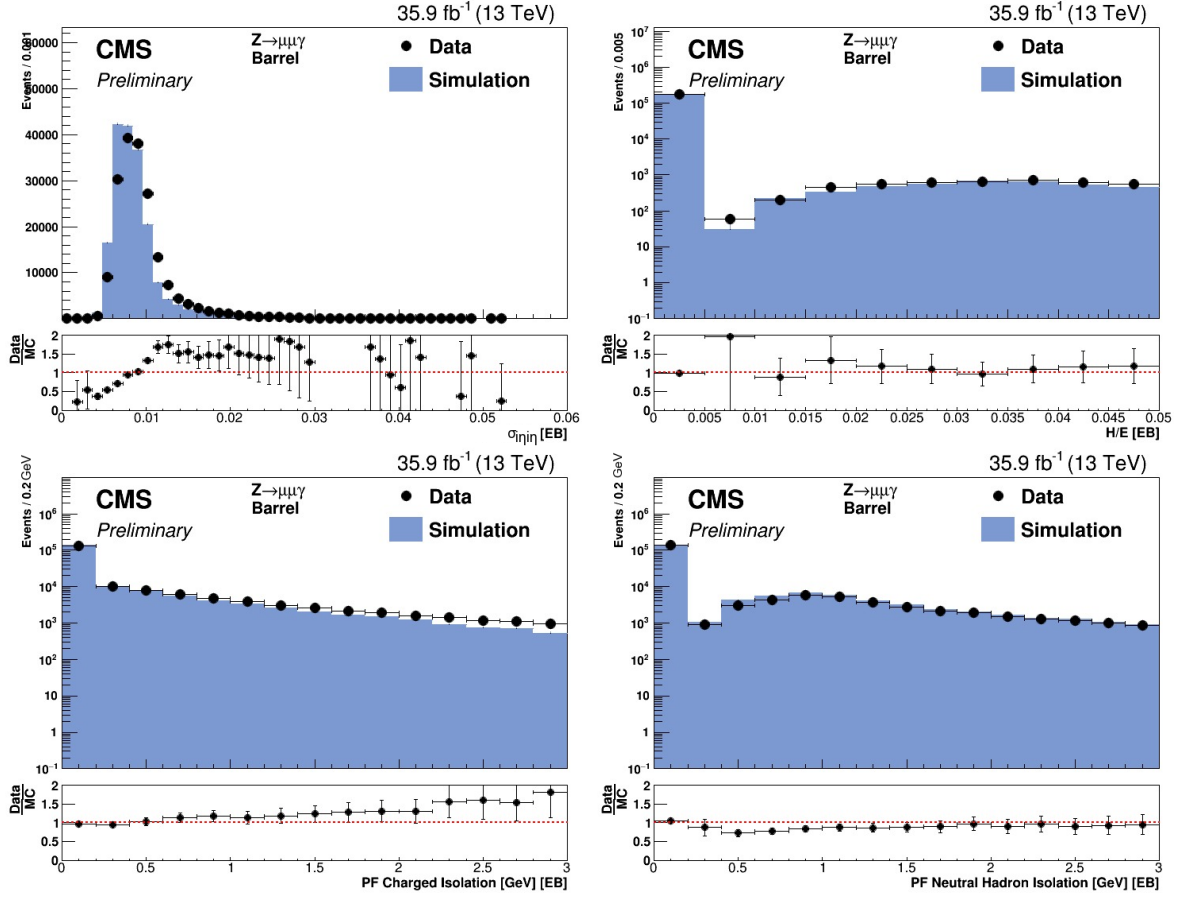 35.9 fb⁻¹ (13 TeV)
Events / 0.001
CMS
Preliminary
Z→μμγ
Barrel
Data
Simulation
60000
50000
40000
30000
20000
10000
Data
MC
2
1.5
1
0.5
0
0 0.01 0.02 0.03 0.04 0.05 0.06
σiηiη [EB]
35.9 fb⁻¹ (13 TeV)
Events / 0.005
CMS
Preliminary
Z→μμγ
Barrel
Data
Simulation
10⁷
10⁶
10⁵
10⁴
10³
10²
10
1
10⁻¹
Data
MC
2
1.5
1
0.5
0
0 0.005 0.01 0.015 0.02 0.025 0.03 0.035 0.04 0.045 0.05
H/E [EB]
35.9 fb⁻¹ (13 TeV)
Events / 0.2 GeV
CMS
Preliminary
Z→μμγ
Barrel
Data
Simulation
10⁶
10⁵
10⁴
10³
10²
10
1
10⁻¹
Data
MC
2
1.5
1
0.5
0
0 0.5 1 1.5 2 2.5 3
PF Charged Isolation [GeV] [EB]
35.9 fb⁻¹ (13 TeV)
Events / 0.2 GeV
CMS
Preliminary
Z→μμγ
Barrel
Data
Simulation
10⁶
10⁵
10⁴
10³
10²
10
1
10⁻¹
Data
MC
2
1.5
1
0.5
0
0 0.5 1 1.5 2 2.5 3
PF Neutral Hadron Isolation [GeV] [EB]